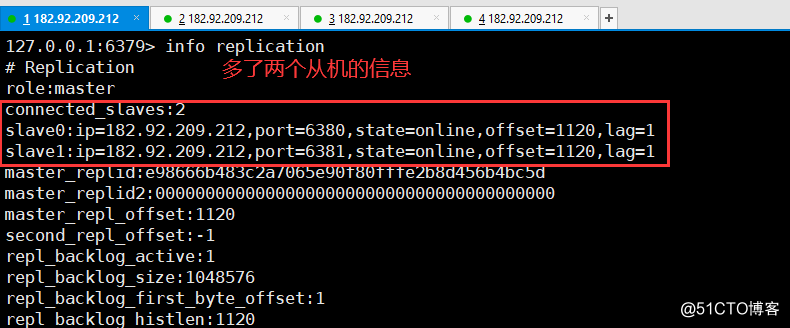 1 182.92.209.212 × 2 182.92.209.212 × 3 182.92.209.212 × 4 182.92.209.212 × +
127.0.0.1:6379> info replication
# Replication
多了两个从机的信息
role:master
connected_slaves:2
slave0:ip=182.92.209.212,port=6380,state=online,offset=1120,lag=1
slave1:ip=182.92.209.212,port=6381,state=online,offset=1120,lag=1
master_replid:e98666b483c2a7065e90f80fffe2b8d456b4bc5d
master_replid2:0000000000000000000000000000000000000000
master_repl_offset:1120
second_repl_offset:-1
repl_backlog_active:1
repl_backlog_size:1048576
repl_backlog_first_byte_offset:1
repl_backlog_histlen:1120
@51CTO博客